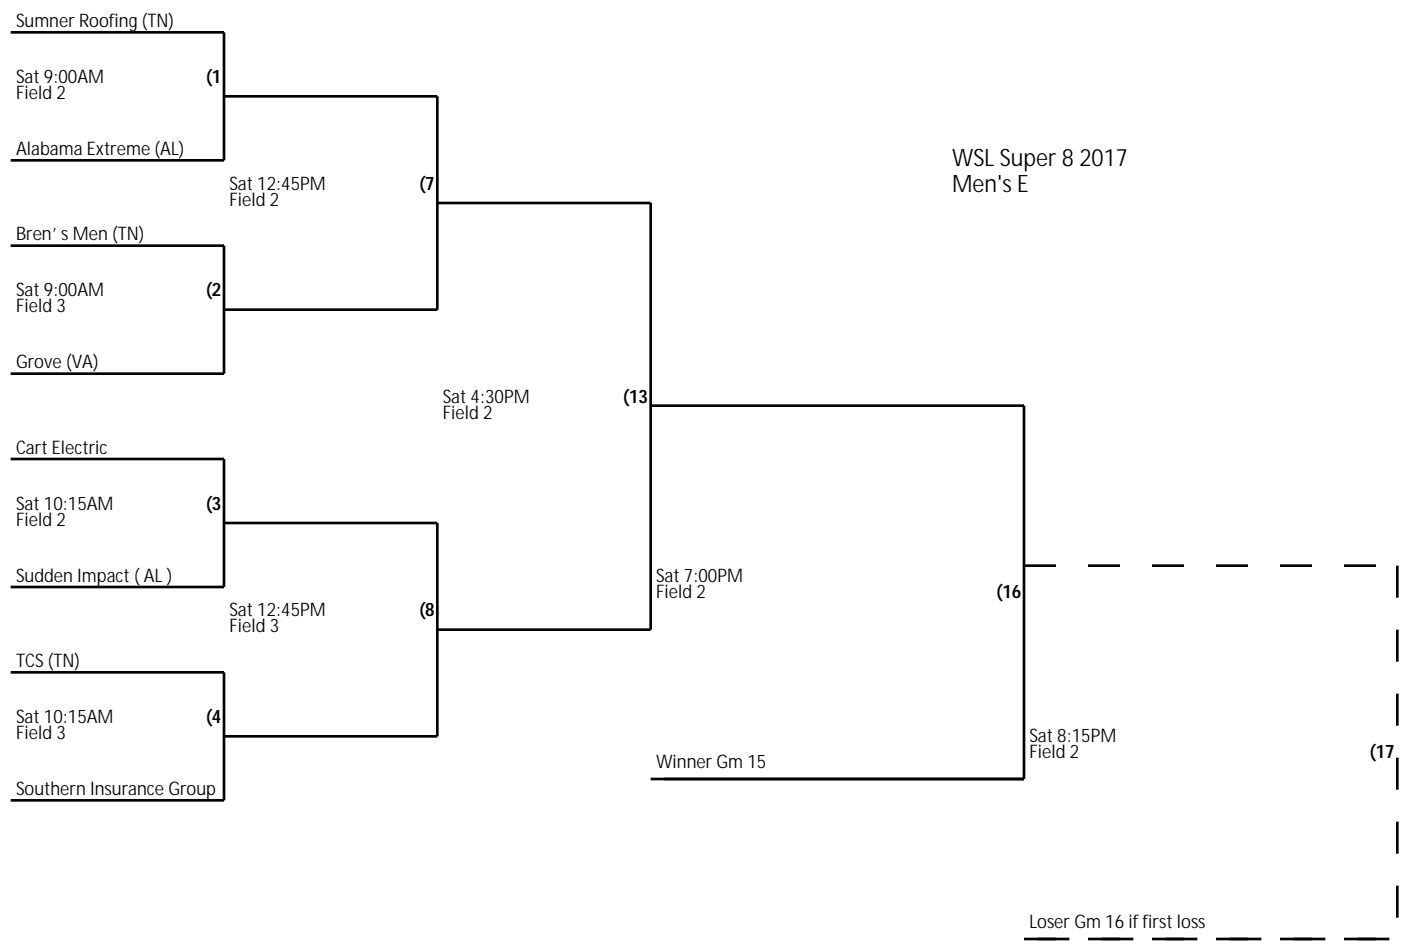 Sumner Roofing (TN)
Sat 9:00AM
Field 2
(1
Alabama Extreme (AL)
Sat 12:45PM
Field 2
(7
Bren's Men (TN)
Sat 9:00AM
Field 3
(2
Grove (VA)
Sat 4:30PM
Field 2
(13
Cart Electric
Sat 10:15AM
Field 2
(3
Sudden Impact ( AL )
Sat 12:45PM
Field 3
(8
TCS (TN)
Sat 10:15AM
Field 3
(4
Southern Insurance Group
Sat 7:00PM
Field 2
(16
Winner Gm 15
Sat 8:15PM
Field 2
(17
Loser Gm 16 if first loss
WSL Super 8 2017
Men's E